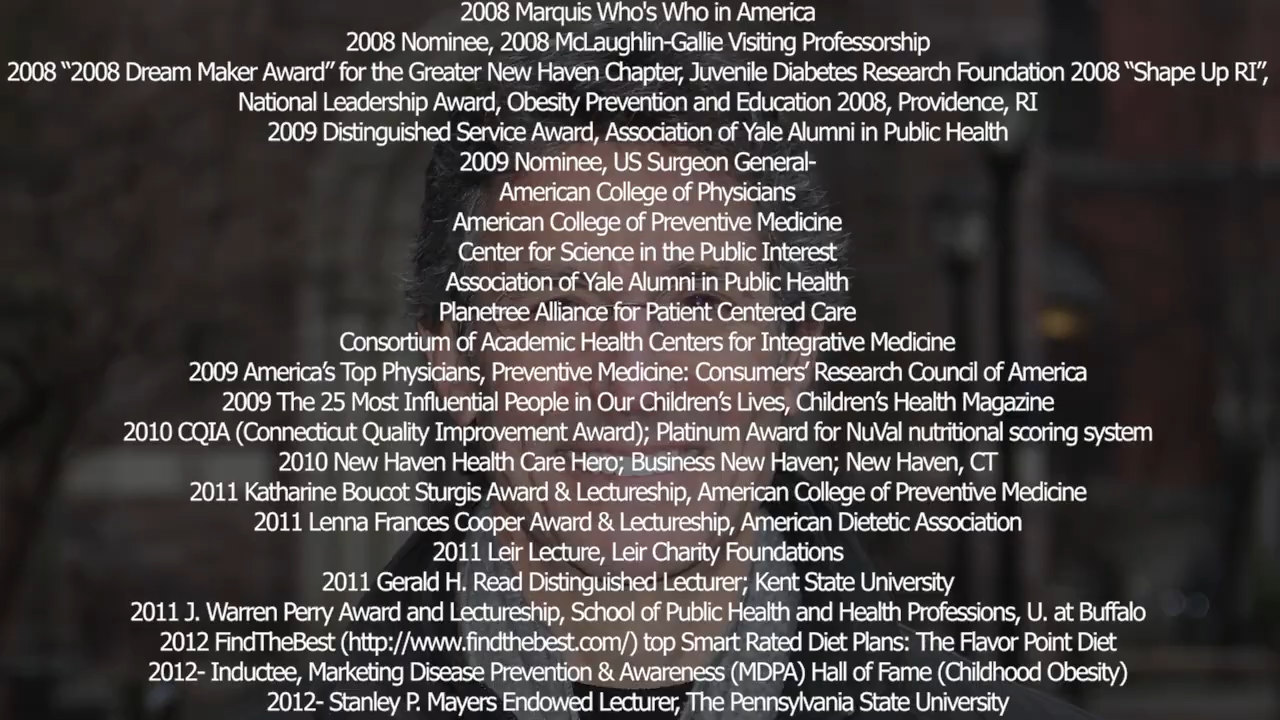 2008 Marquis Who's Who in America
2008 Nominee, 2008 McLaughlin-Gallie Visiting Professorship
2008 “2008 Dream Maker Award” for the Greater New Haven Chapter, Juvenile Diabetes Research Foundation 2008 “Shape Up RI”,
National Leadership Award, Obesity Prevention and Education 2008, Providence, RI
2009 Distinguished Service Award, Association of Yale Alumni in Public Health
2009 Nominee, US Surgeon General-
American College of Physicians
American College of Preventive Medicine
Center for Science in the Public Interest
Association of Yale Alumni in Public Health
Planetree Alliance for Patient Centered Care
Consortium of Academic Health Centers for Integrative Medicine
2009 America’s Top Physicians, Preventive Medicine: Consumers’ Research Council of America
2009 The 25 Most Influential People in Our Children’s Lives, Children’s Health Magazine
2010 CQIA (Connecticut Quality Improvement Award); Platinum Award for NuVal nutritional scoring system
2010 New Haven Health Care Hero; Business New Haven; New Haven, CT
2011 Katharine Boucot Sturgis Award & Lectureship, American College of Preventive Medicine
2011 Lenna Frances Cooper Award & Lectureship, American Dietetic Association
2011 Leir Lecture, Leir Charity Foundations
2011 Gerald H. Read Distinguished Lecturer; Kent State University
2011 J. Warren Perry Award and Lectureship, School of Public Health and Health Professions, U. at Buffalo
2012 FindTheBest (http://www.findthebest.com/) top Smart Rated Diet Plans: The Flavor Point Diet
2012- Inductee, Marketing Disease Prevention & Awareness (MDPA) Hall of Fame (Childhood Obesity)
2012- Stanley P. Mayers Endowed Lecturer, The Pennsylvania State University